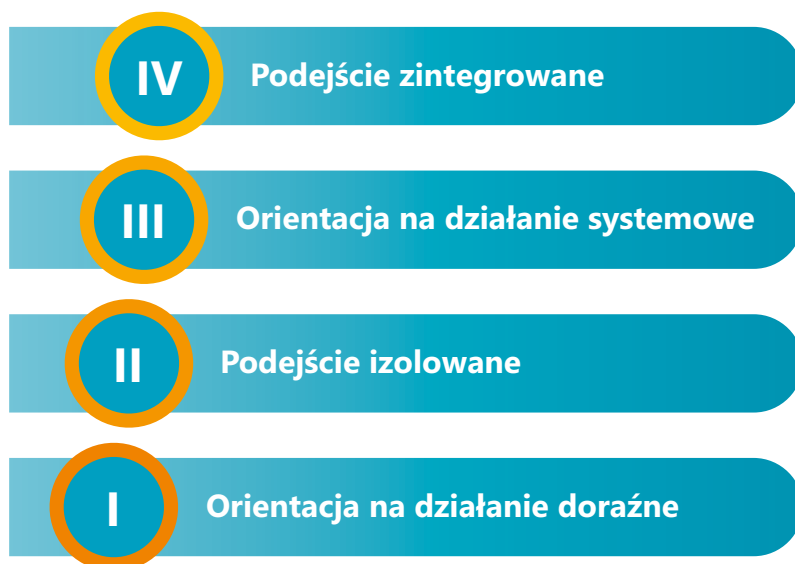 IV Podejście zintegrowane
III Orientacja na działanie systemowe
II Podejście izolowane
I Orientacja na działanie doraźne